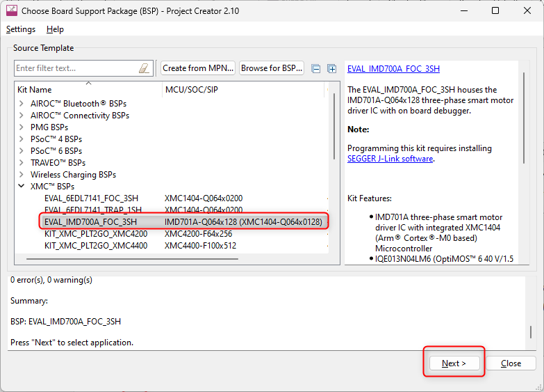 Choose Board Support Package (BSP) - Project Creator 2.10
Settings Help
Source Template
Enter filter text...
Create from MPN...
Browse for BSP...
Kit Name
MCU/SOC/SIP
AIROC™ Bluetooth® BSPs
AIROC™ Connectivity BSPs
PMG BSPs
PSoC™ 4 BSPs
PSoC™ 6 BSPs
TRAVEO™ BSPs
Wireless Charging BSPs
XMC™ BSPs
EVAL_6EDL7141_FOC_3SH XMC1404-Q064x0200
EVAL_6EDL7141_TRAP_1SH XMC1404-Q064x0200
EVAL_IMD700A_FOC_3SH IMD701A-Q064x128 (XMC1404-Q064x0128)
KIT_XMC_PLT2GO_XMC4200 XMC4200-F64x256
KIT_XMC_PLT2GO_XMC4400 XMC4400-F100x512
EVAL_IMD700A_FOC_3SH
The EVAL_IMD700A_FOC_3SH houses the
IMD701A-Q064x128 three-phase smart motor
driver IC with on board debugger.
Note:
Programming this kit requires installing
SEGGER J-Link software.
Kit Features:
• IMD701A three-phase smart motor
driver IC with integrated XMC1404
(Arm® Cortex®-M0 based)
Microcontroller
• IQE013N04LM6 (OptiMOS™ 6 40 V/1.5
0 error(s), 0 warning(s)
Summary:
BSP: EVAL_IMD700A_FOC_3SH
Press "Next" to select application.
Next >
Close